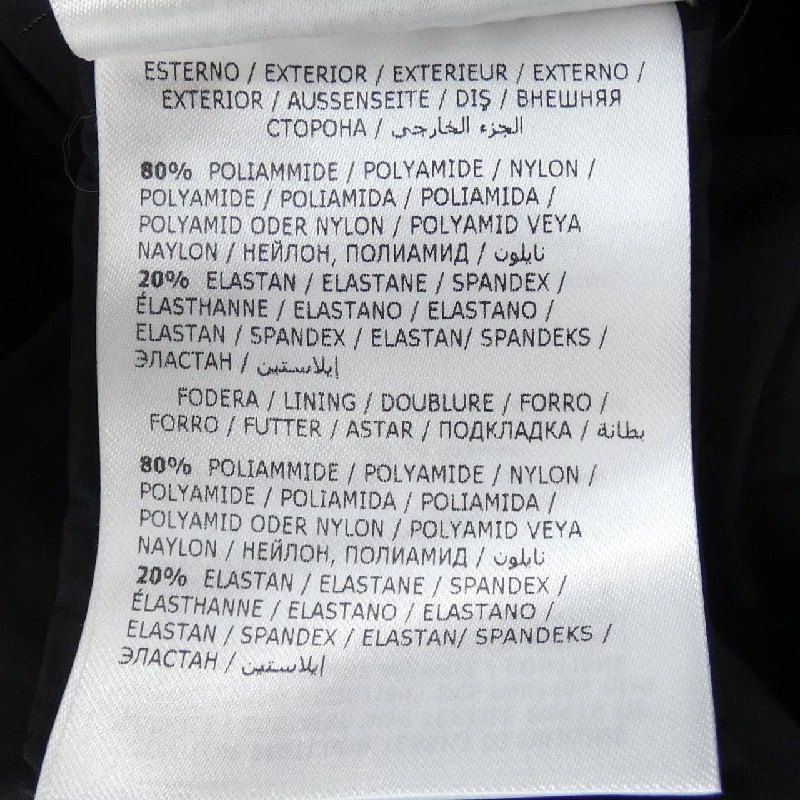 ESTERNO / EXTERIOR / EXTERIEUR / EXTERNO /
EXTERIOR / AUSSENSEITE / DIŞ / ВНЕШНЯЯ
СТОРОНА / الجزء الخارجي
80% POLIAMMIDE / POLYAMIDE / NYLON /
POLYAMIDE / POLIAMIDA / POLIAMIDA /
POLYAMID ODER NYLON / POLYAMID VEYA
NAYLON / НЕЙЛОН, ПОЛИАМИД / نايلون
20% ELASTAN / ELASTANE / SPANDEX /
ÉLASTHANNE / ELASTANO / ELASTANO /
ELASTAN / SPANDEX / ELASTAN/ SPANDEKS /
ЭЛАСТАН / إيلاستين
FODERA / LINING / DOUBLURE / FORRO /
FORRO / FUTTER / ASTAR / ПОДКЛАДКА / بطانة
80% POLIAMMIDE / POLYAMIDE / NYLON /
POLYAMIDE / POLIAMIDA / POLIAMIDA /
POLYAMID ODER NYLON / POLYAMID VEYA
NAYLON / НЕЙЛОН, ПОЛИАМИД / نايلون
20% ELASTAN / ELASTANE / SPANDEX /
ÉLASTHANNE / ELASTANO / ELASTANO /
ELASTAN / SPANDEX / ELASTAN/ SPANDEKS /
ЭЛАСТАН / إيلاستين